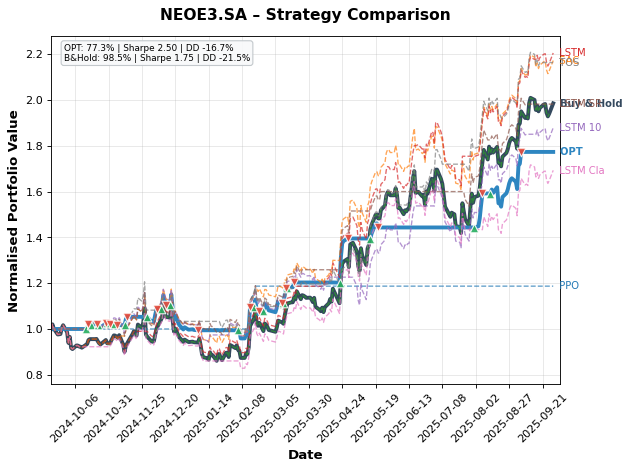 NEOE3.SA – Strategy Comparison
OPT: 77.3% | Sharpe 2.50 | DD -16.7%
B&Hold: 98.5% | Sharpe 1.75 | DD -21.5%
Normalised Portfolio Value
2.2
2.0
1.8
1.6
1.4
1.2
1.0
0.8
LSTM
Buy & Hold
LSTM 10
OPT
LSTM Cla
PPO
2024-10-06
2024-10-31
2024-11-25
2024-12-20
2025-01-14
2025-02-08
2025-03-05
2025-03-30
2025-04-24
2025-05-19
2025-06-13
2025-07-08
2025-08-02
2025-08-27
2025-09-21
Date